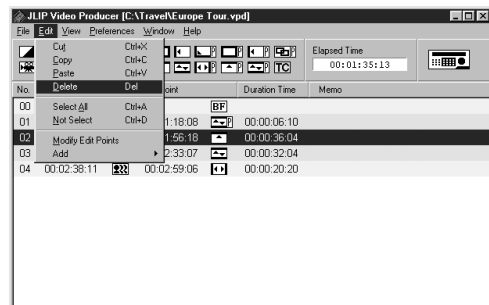 JLIP Video Producer [C:\Travel\Europe Tour.vpd]
File Edit View Preferences Window Help
Cut Ctrl+X
Copy Ctrl+C
Paste Ctrl+V
Delete Del
Select All Ctrl+A
Not Select Ctrl+D
Modify Edit Points
Add
P P P
P P P TC
Elapsed Time
00:01:35:13
No. oint Duration Time Memo
00 BF
01 1:18:08 P 00:00:06:10
02 1:56:18 00:00:36:04
03 2:33:07 00:00:32:04
04 00:02:38:11 00:02:59:06 00:00:20:20